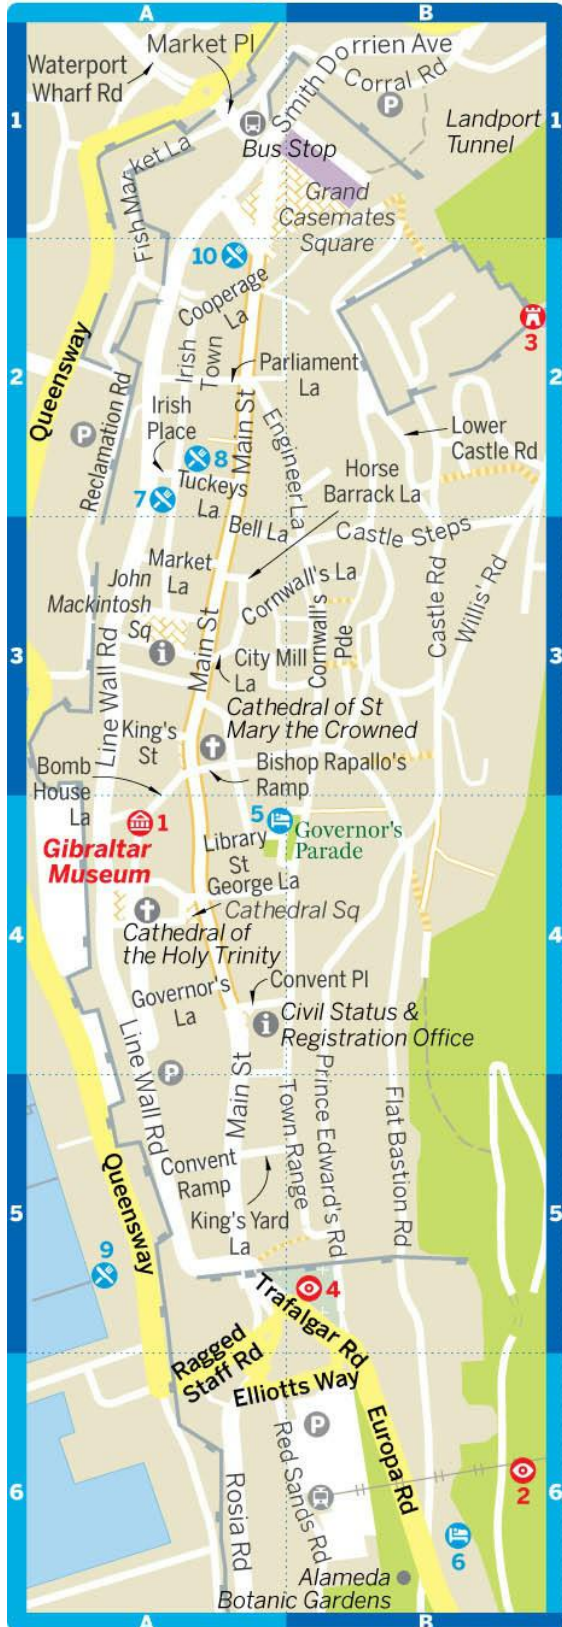 A
B
Market Pl
Waterport
Wharf Rd
Smith Dorrien Ave
Corral Rd
P
1
1
Landport
Tunnel
Bus Stop
Fish Market La
Grand
Casemates
Square
10
Cooperage
La
3
Irish
Town
Parliament
La
2
2
Queensway
Reclamation Rd
P
Irish
Place
Main St
Engineer La
Lower
Castle Rd
8
Horse
Barrack La
7
Tuckeys
La
Bell La
Castle Steps
Market
La
John
Mackintosh
Sq
Cornwall's La
Castle Rd
Willis' Rd
Cornwall's
Pde
3
3
i
Main St
City Mill
La
Line Wall Rd
Cathedral of St
Mary the Crowned
King's
St
Bomb
House
La
Bishop Rapallo's
Ramp
1
5
Gibraltar
Museum
Library
St
Governor's
Parade
George La
Cathedral Sq
4
4
Cathedral of
the Holy Trinity
Governor's
La
Convent Pl
i
Civil Status &
Registration Office
Line Wall Rd
P
Main St
Town Range
Prince Edward's Rd
Flat Bastion Rd
Queensway
Convent
Ramp
5
5
King's Yard
La
9
4
Trafalgar Rd
Ragged
Staff Rd
Elliotts Way
P
Red Sands Rd
Europa Rd
Rosia Rd
2
6
6
6
Alameda
Botanic Gardens
A
B